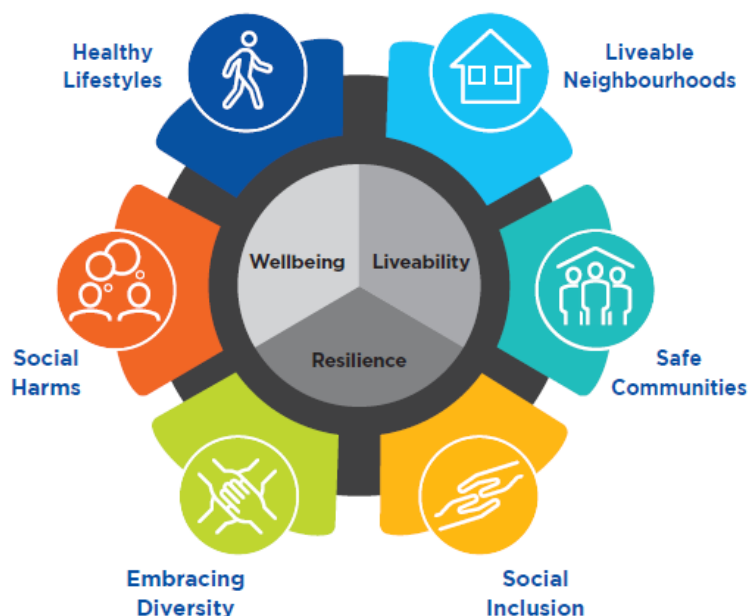 Healthy
Lifestyles
Liveable
Neighbourhoods
Wellbeing
Liveability
Resilience
Social
Harms
Safe
Communities
Embracing
Diversity
Social
Inclusion